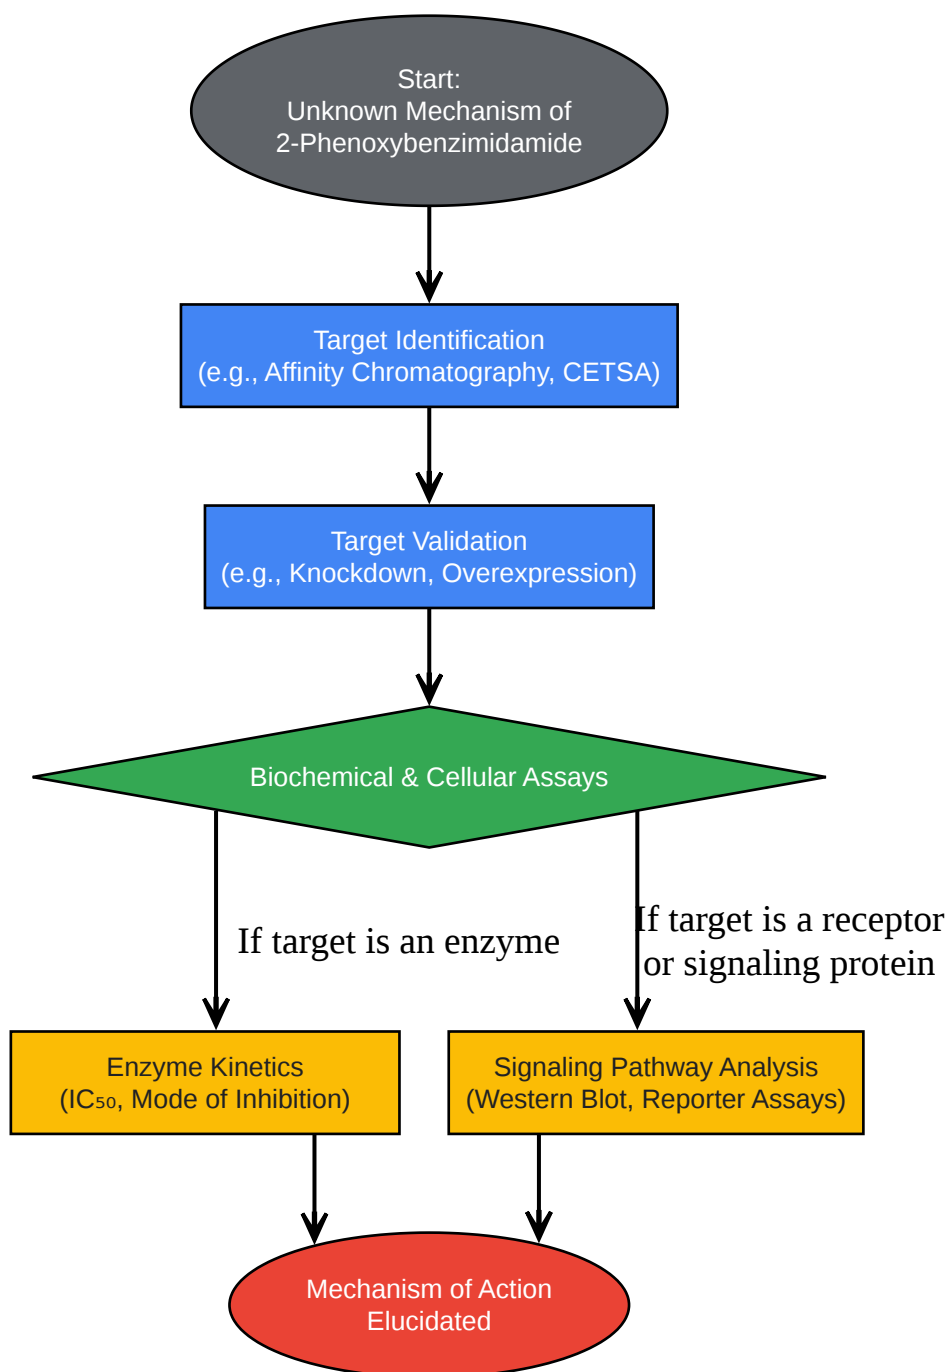 Start:
Unknown Mechanism of
2-Phenoxybenzimidamide
Target Identification
(e.g., Affinity Chromatography, CETSA)
Target Validation
(e.g., Knockdown, Overexpression)
Biochemical & Cellular Assays
If target is an enzyme
If target is a receptor
or signaling protein
Enzyme Kinetics
(IC₅₀, Mode of Inhibition)
Signaling Pathway Analysis
(Western Blot, Reporter Assays)
Mechanism of Action
Elucidated